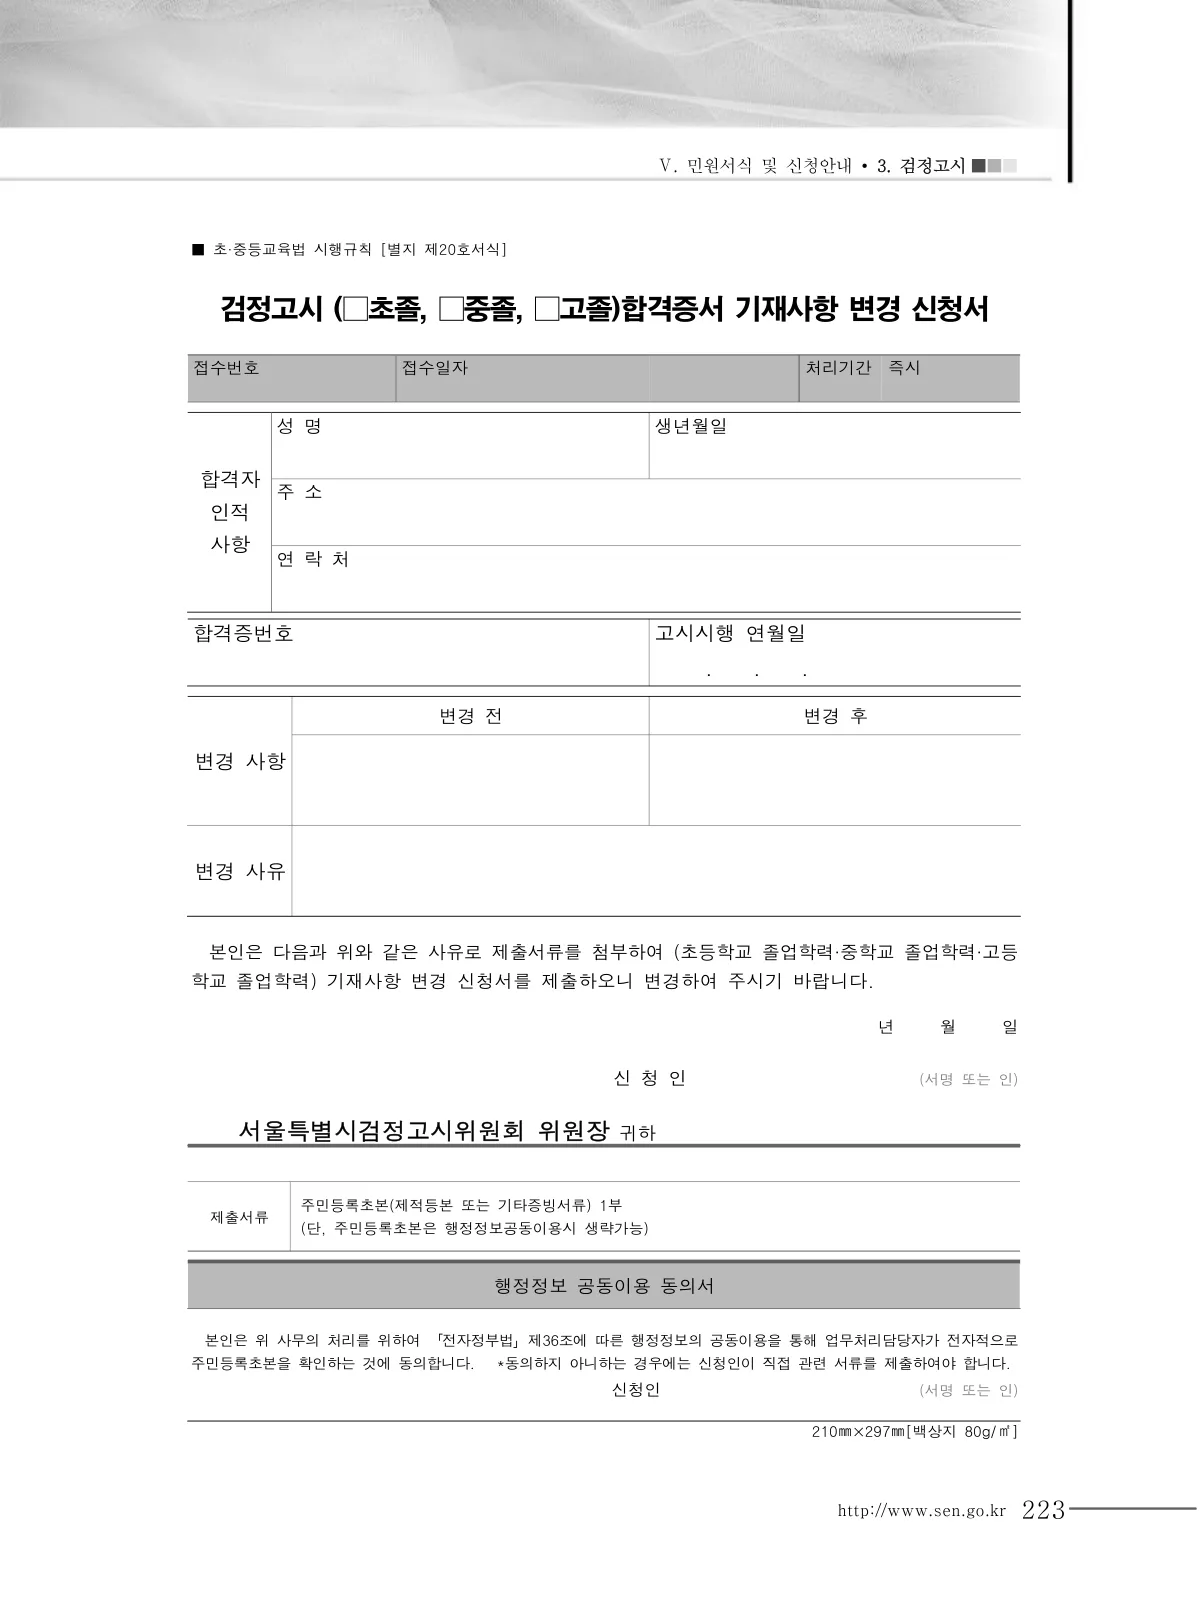 Ⅴ. 민원서식 및 신청안내 • 3. 검정고시
■ 초·중등교육법 시행규칙 [별지 제20호서식]
검정고시 (□초졸, □중졸, □고졸)합격증서 기재사항 변경 신청서
접수번호 접수일자 처리기간 즉시
성 명 생년월일
합격자
인적
사항
주 소
연 락 처
합격증번호 고시시행 연월일
. . .
변경 전 변경 후
변경 사항
변경 사유
본인은 다음과 위와 같은 사유로 제출서류를 첨부하여 (초등학교 졸업학력·중학교 졸업학력·고등
학교 졸업학력) 기재사항 변경 신청서를 제출하오니 변경하여 주시기 바랍니다.
년 월 일
신 청 인 (서명 또는 인)
서울특별시검정고시위원회 위원장 귀하
제출서류
주민등록초본(제적등본 또는 기타증빙서류) 1부
(단, 주민등록초본은 행정정보공동이용시 생략가능)
행정정보 공동이용 동의서
본인은 위 사무의 처리를 위하여 「전자정부법」제36조에 따른 행정정보의 공동이용을 통해 업무처리담당자가 전자적으로
주민등록초본을 확인하는 것에 동의합니다. *동의하지 아니하는 경우에는 신청인이 직접 관련 서류를 제출하여야 합니다.
신청인 (서명 또는 인)
210㎜×297㎜[백상지 80g/㎡]
http://www.sen.go.kr 223